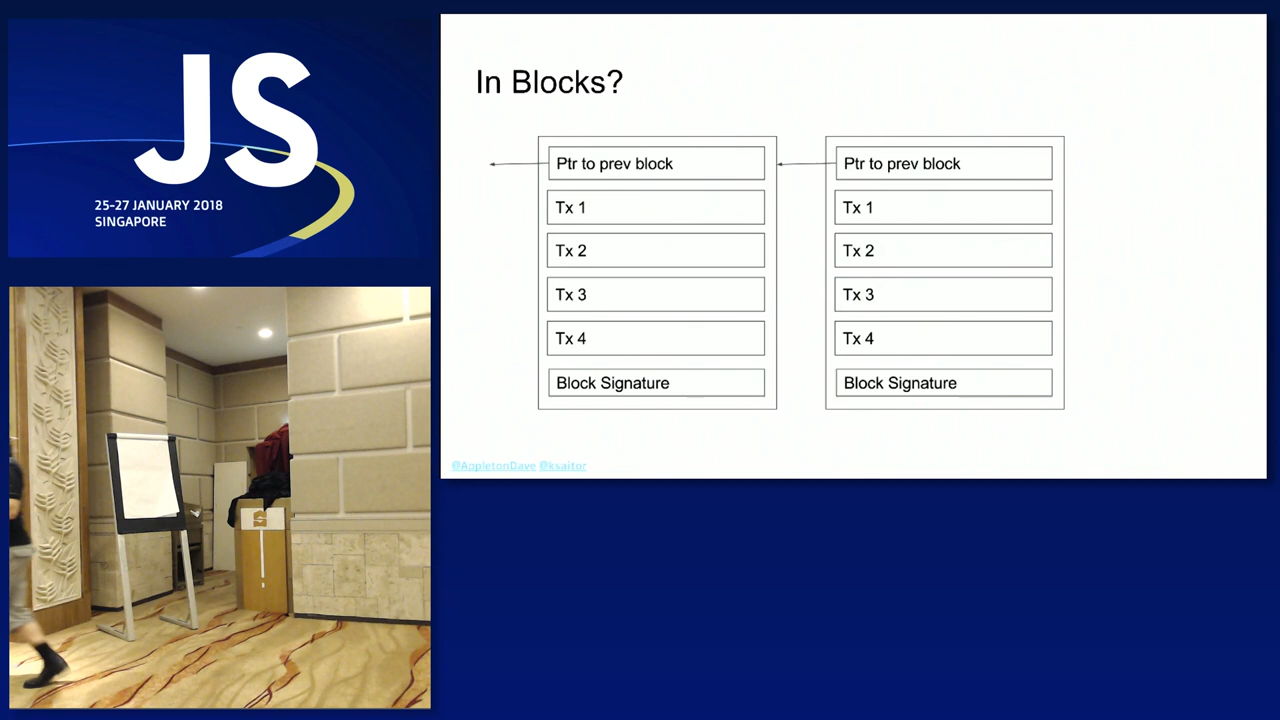 JS
25-27 JANUARY 2018
SINGAPORE
In Blocks?
Ptr to prev block
Tx 1
Tx 2
Tx 3
Tx 4
Block Signature
Ptr to prev block
Tx 1
Tx 2
Tx 3
Tx 4
Block Signature
@AppletonDave @ksaitor